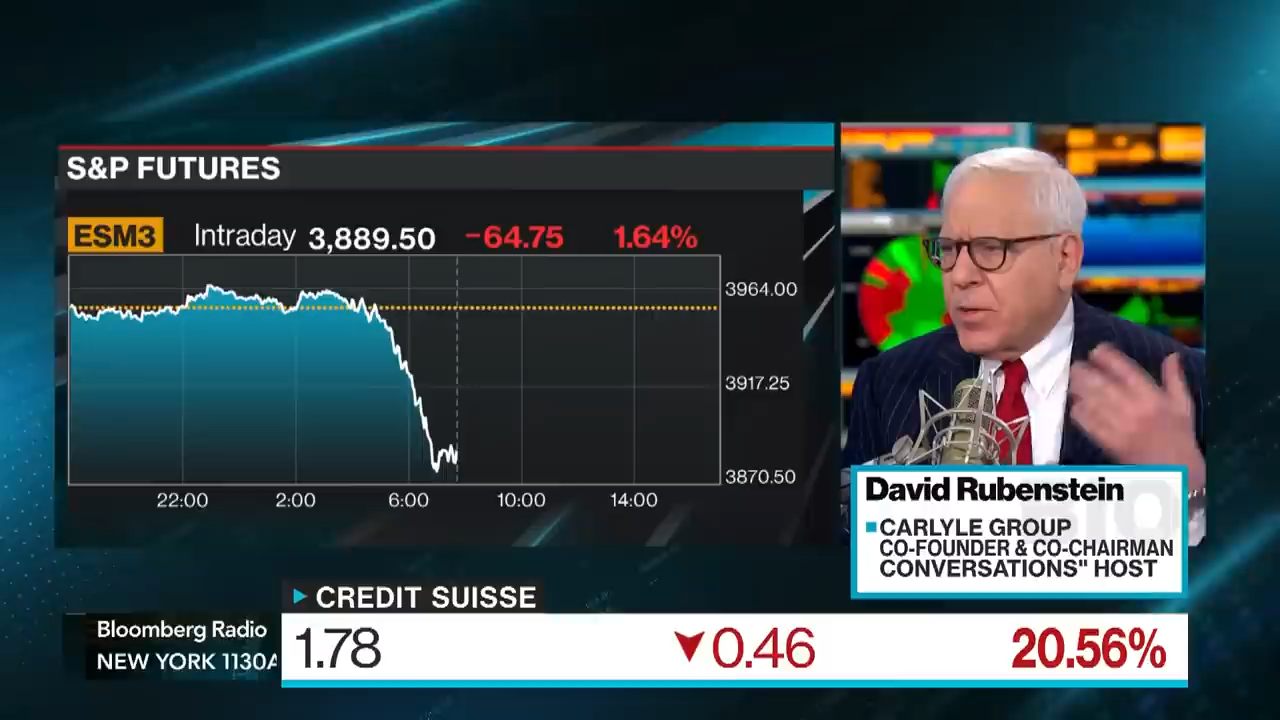 S&P FUTURES
ESM3 Intraday 3,889.50 -64.75 1.64%
3964.00
3917.25
3870.50
22:00 2:00 6:00 10:00 14:00
David Rubenstein
CARLYLE GROUP
CO-FOUNDER & CO-CHAIRMAN
CONVERSATIONS" HOST
CREDIT SUISSE
Bloomberg Radio
NEW YORK 1130A
1.78 ▼0.46 20.56%